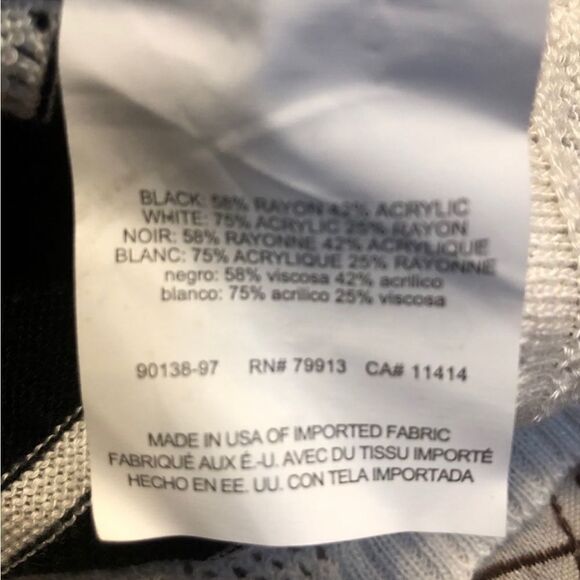 BLACK: 58% RAYON 42% ACRYLIC
WHITE: 75% ACRYLIC 25% RAYON
NOIR: 58% RAYONNE 42% ACRYLIQUE
BLANC: 75% ACRYLIQUE 25% RAYONNE
negro: 58% viscosa 42% acrilico
blanco: 75% acrilico 25% viscosa
90138-97 RN# 79913 CA# 11414
MADE IN USA OF IMPORTED FABRIC
FABRIQUÉ AUX É.-U. AVEC DU TISSU IMPORTÉ
HECHO EN EE. UU. CON TELA IMPORTADA